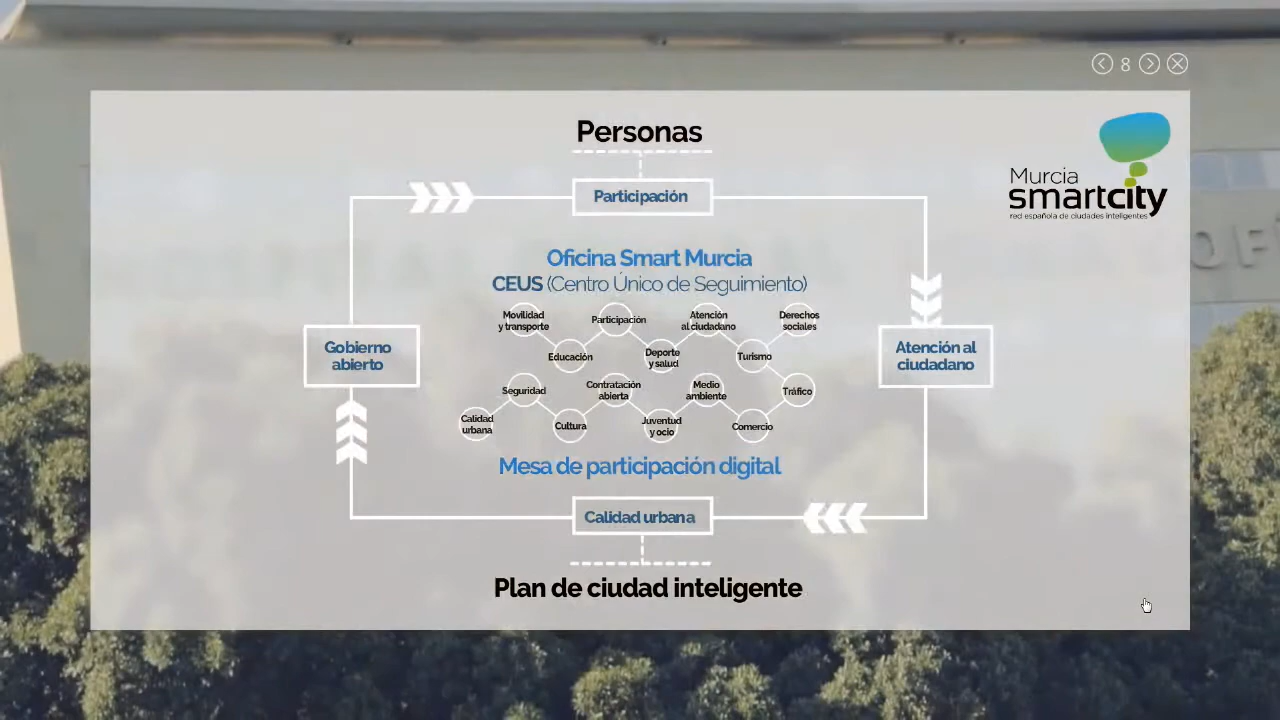 8
Personas
Murcia
smartcity
red española de ciudades inteligentes
Participación
Oficina Smart Murcia
CEUS (Centro Único de Seguimiento)
Movilidad
y transporte
Participación
Atención
al ciudadano
Derechos
sociales
Educación
Deporte
y salud
Turismo
Gobierno
abierto
Atención al
ciudadano
Seguridad
Contratación
abierta
Medio
ambiente
Tráfico
Calidad
urbana
Cultura
Juventud
y ocio
Comercio
Mesa de participación digital
Calidad urbana
Plan de ciudad inteligente